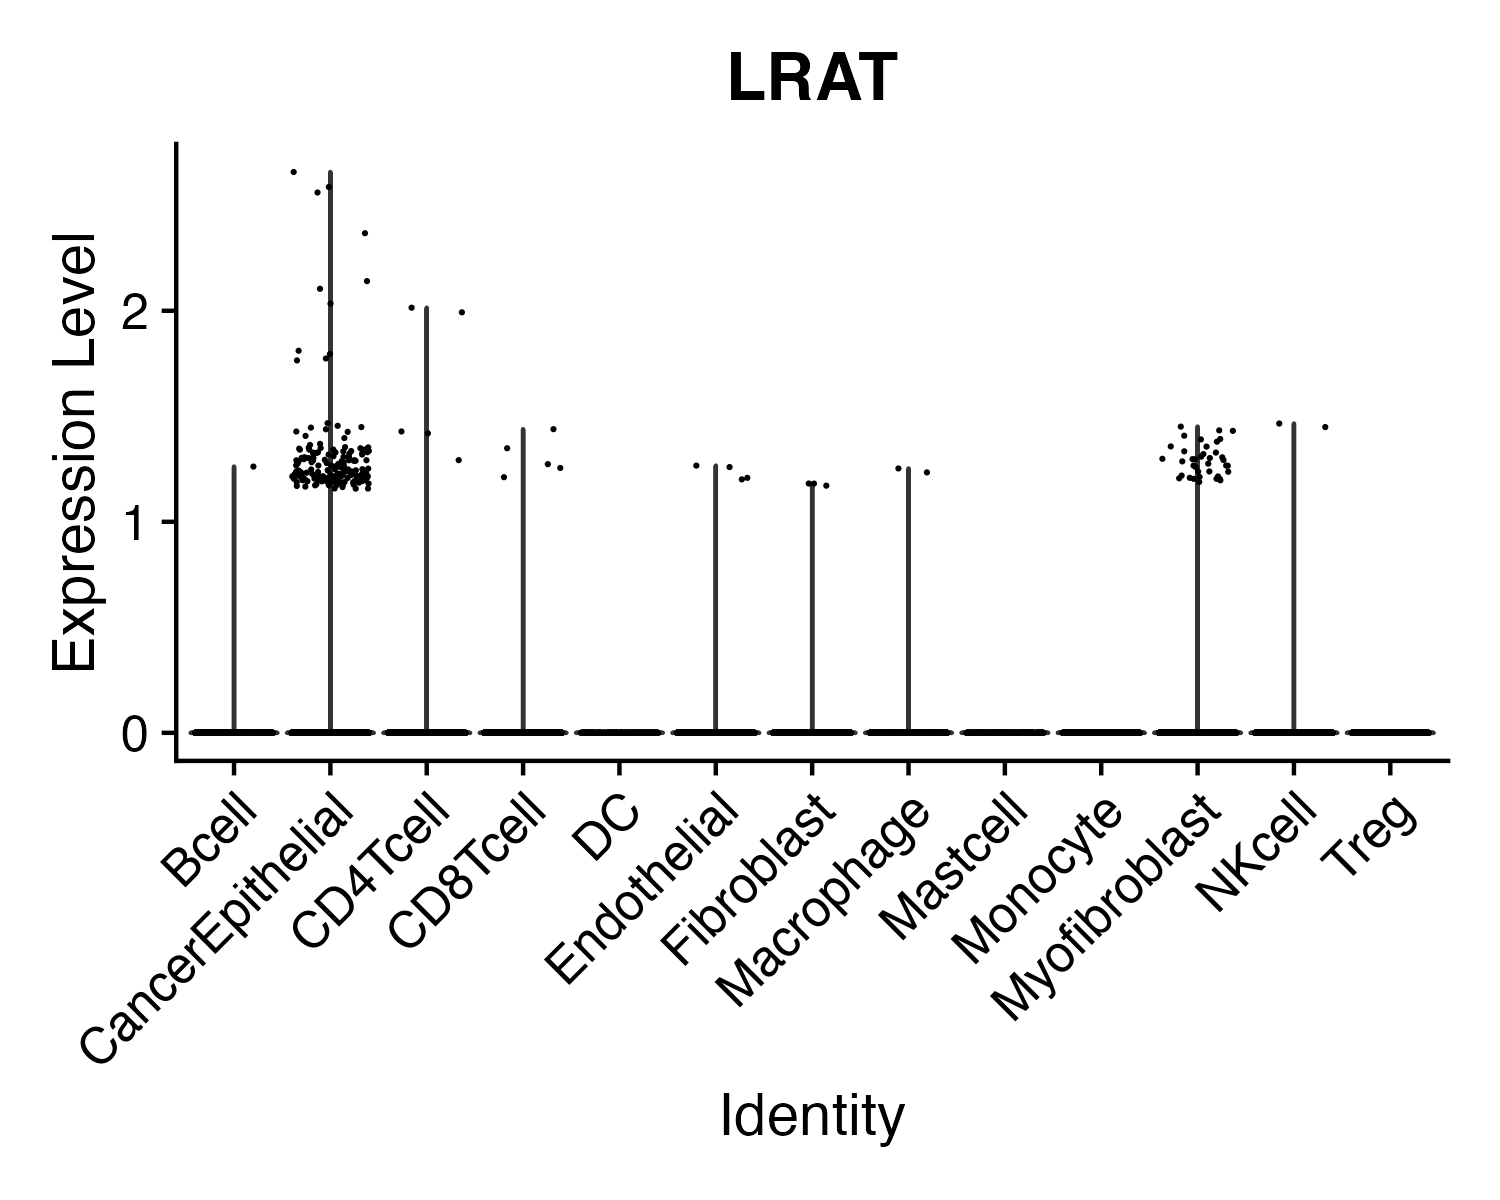 LRAT
Expression Level
2
1
0
Bcell
CancerEpithelial
CD4Tcell
CD8Tcell
DC
Endothelial
Fibroblast
Macrophage
Mastcell
Monocyte
Myofibroblast
NKcell
Treg
Identity